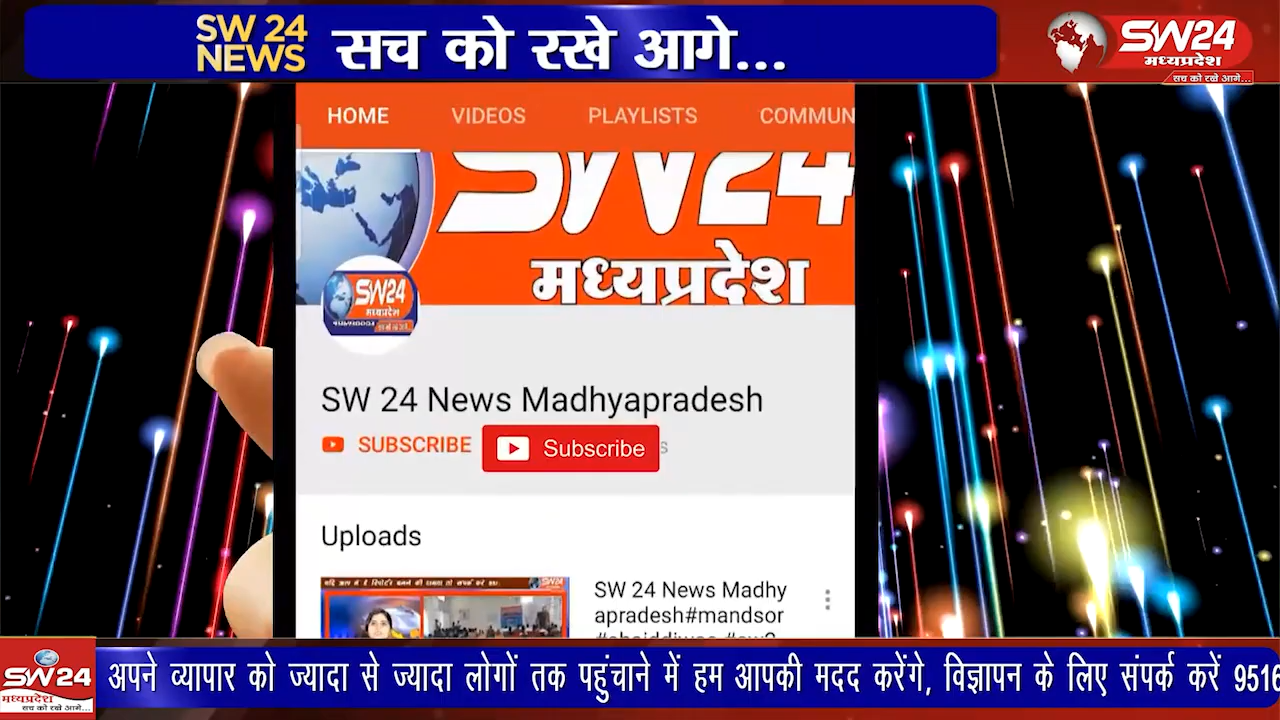 SW 24
NEWS
सच को रखे आगे...
SW24
मध्यप्रदेश
सच को रखे आगे...
HOME VIDEOS PLAYLISTS COMMUN
SW24
मध्यप्रदेश
SW24
मध्यप्रदेश
SW 24 News Madhyapradesh
SUBSCRIBE
Subscribe
Uploads
SW 24 News Madhy
apradesh#mandsor
SW24
मध्यप्रदेश
सच को रखे आगे...
अपने व्यापार को ज्यादा से ज्यादा लोगों तक पहुंचाने में हम आपकी मदद करेंगे, विज्ञापन के लिए संपर्क करें 9516